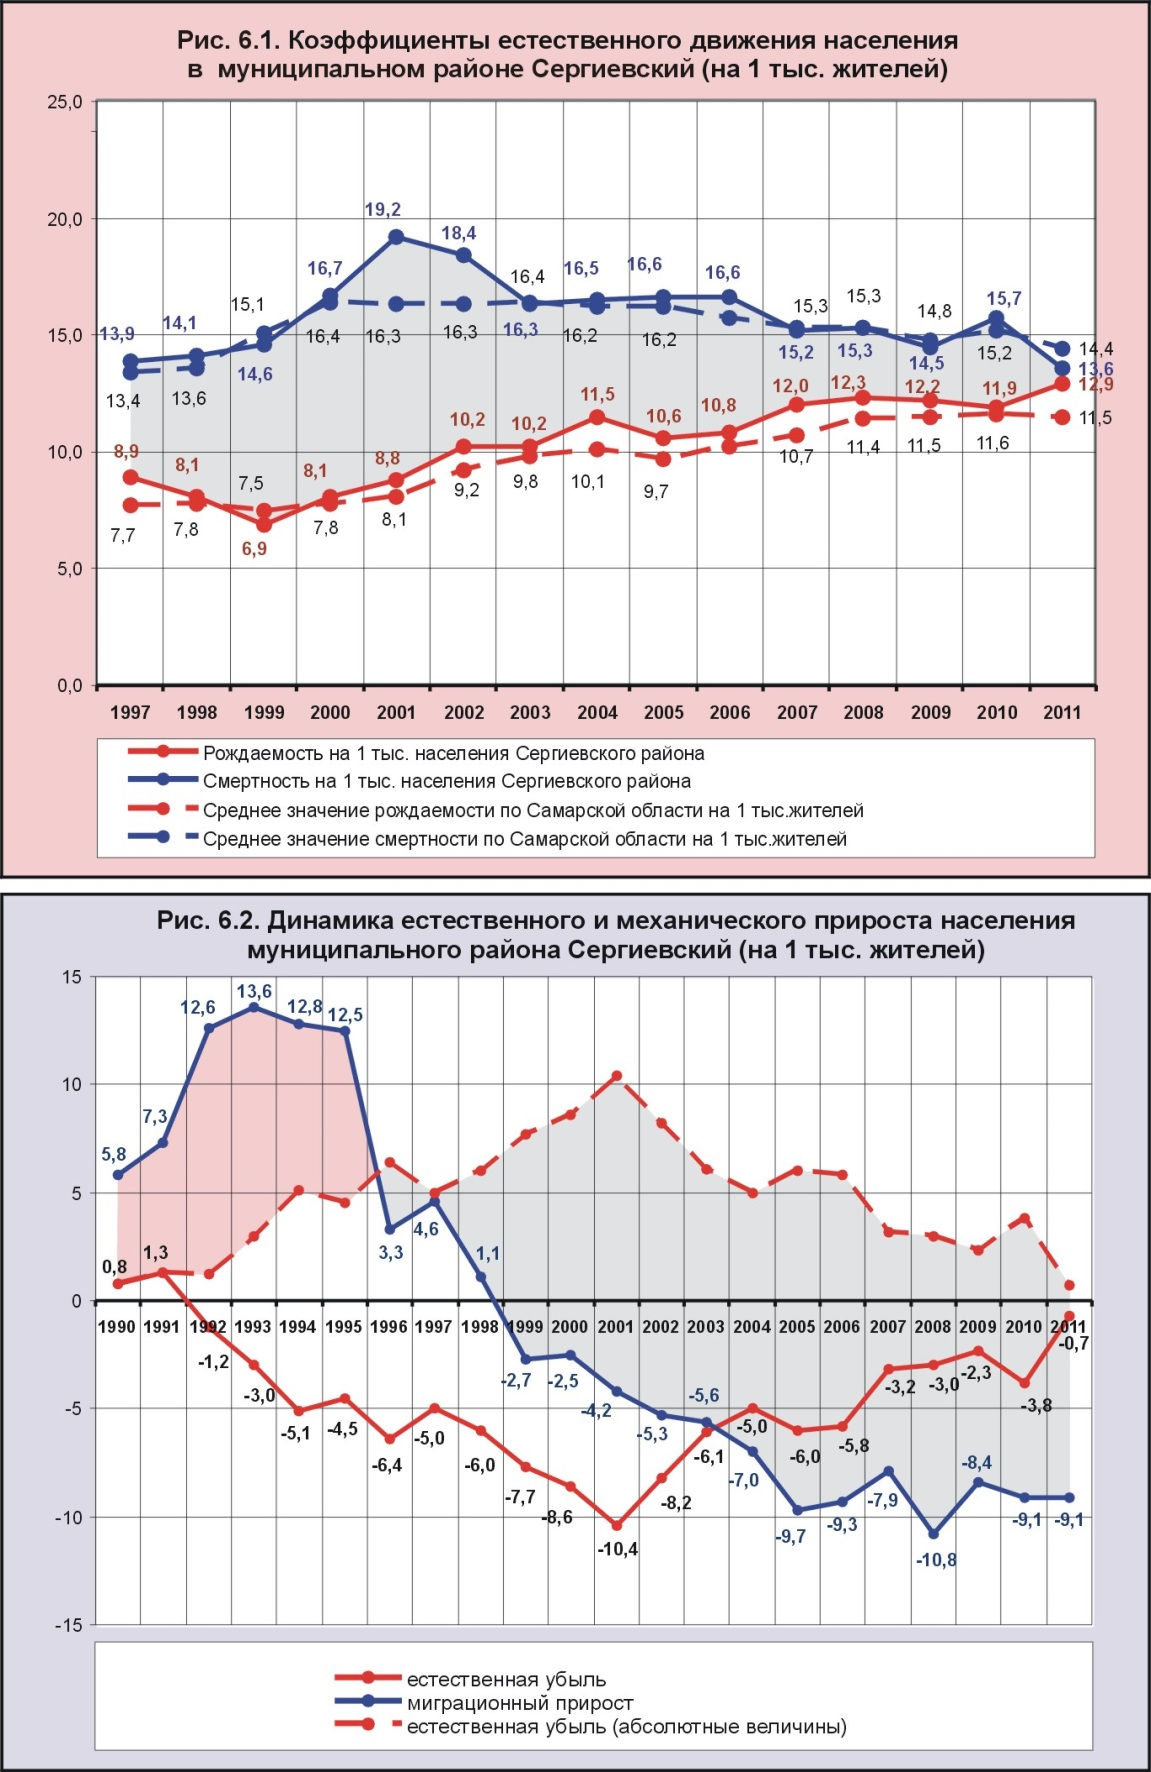 Рис. 6.1. Коэффициенты естественного движения населения
в муниципальном районе Сергиевский (на 1 тыс. жителей)
25,0
20,0
15,0
10,0
5,0
0,0
13,9 14,1 15,1 16,7 19,2 18,4 16,4 16,5 16,6 16,6 15,3 15,3 14,8 15,7 14,4
13,4 13,6 14,6 16,4 16,3 16,3 16,3 16,2 16,2 15,2 15,3 14,5 15,2 13,6
8,9 8,1 7,5 8,1 8,8 10,2 10,2 11,5 10,6 10,8 12,0 12,3 12,2 11,9 12,9
7,7 7,8 6,9 7,8 8,1 9,2 9,8 10,1 9,7 10,7 11,4 11,5 11,6 11,5
1997 1998 1999 2000 2001 2002 2003 2004 2005 2006 2007 2008 2009 2010 2011
Рождаемость на 1 тыс. населения Сергиевского района
Смертность на 1 тыс. населения Сергиевского района
Среднее значение рождаемости по Самарской области на 1 тыс.жителей
Среднее значение смертности по Самарской области на 1 тыс.жителей
Рис. 6.2. Динамика естественного и механического прироста населения
муниципального района Сергиевский (на 1 тыс. жителей)
15
10
5
0
-5
-10
-15
5,8 7,3 12,6 13,6 12,8 12,5 3,3 4,6 1,1
0,8 1,3
1990 1991 1992 1993 1994 1995 1996 1997 1998 1999 2000 2001 2002 2003 2004 2005 2006 2007 2008 2009 2010 2011
-1,2 -3,0 -5,1 -4,5 -6,4 -5,0 -6,0 -7,7 -8,6 -10,4 -8,2 -6,1 -5,0 -6,0 -5,8 -3,2 -3,0 -2,3 -3,8 -0,7
-2,7 -2,5 -4,2 -5,3 -5,6 -7,0 -9,7 -9,3 -7,9 -10,8 -8,4 -9,1 -9,1
естественная убыль
миграционный прирост
естественная убыль (абсолютные величины)